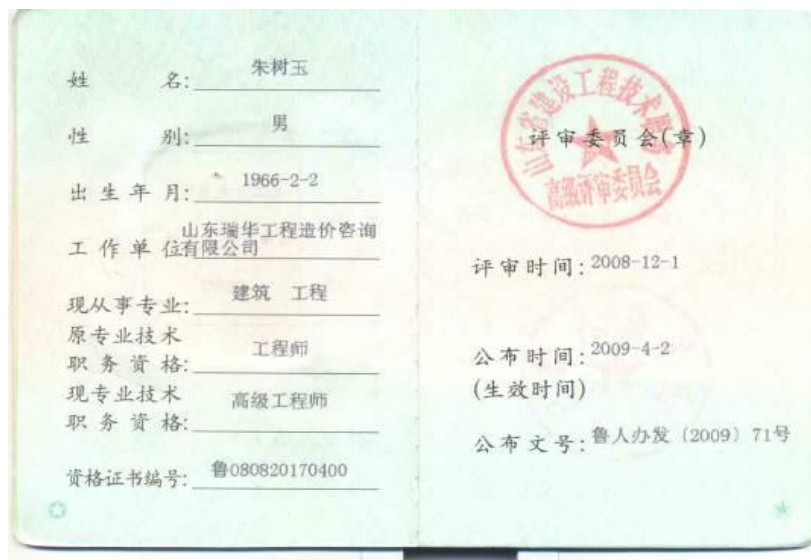 姓 名: 朱树玉
性 别: 男
出生年月: 1966-2-2
工作单位 山东瑞华工程造价咨询
有限公司
现从事专业: 建筑 工程
原专业技术
职务资格: 工程师
现专业技术
职务资格: 高级工程师
资格证书编号: 鲁080820170400
山东省建设工程技术职务
高级评审委员会
评审委员会(章)
评审时间: 2008-12-1
公布时间: 2009-4-2
(生效时间)
公布文号: 鲁人办发〔2009〕71号